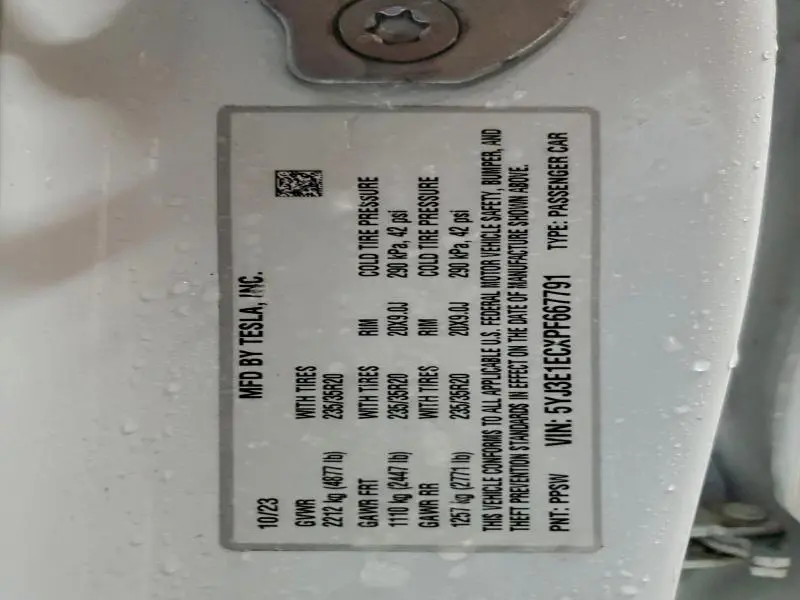 MFD BY TESLA, INC.
10/23
GVWR WITH TIRES
2212 kg (4877 lb) 235/35R20
GAWR FRT WITH TIRES RIM COLD TIRE PRESSURE
1110 kg (2447 lb) 235/35R20 20X9.0J 290 kPa, 42 psi
GAWR RR WITH TIRES RIM COLD TIRE PRESSURE
1257 kg (2771 lb) 235/35R20 20X9.0J 290 kPa, 42 psi
THIS VEHICLE CONFORMS TO ALL APPLICABLE U.S. FEDERAL MOTOR VEHICLE SAFETY, BUMPER, AND
THEFT PREVENTION STANDARDS IN EFFECT ON THE DATE OF MANUFACTURE SHOWN ABOVE.
PNT: PPSW VIN: 5YJ3E1ECXPF667791 TYPE: PASSENGER CAR